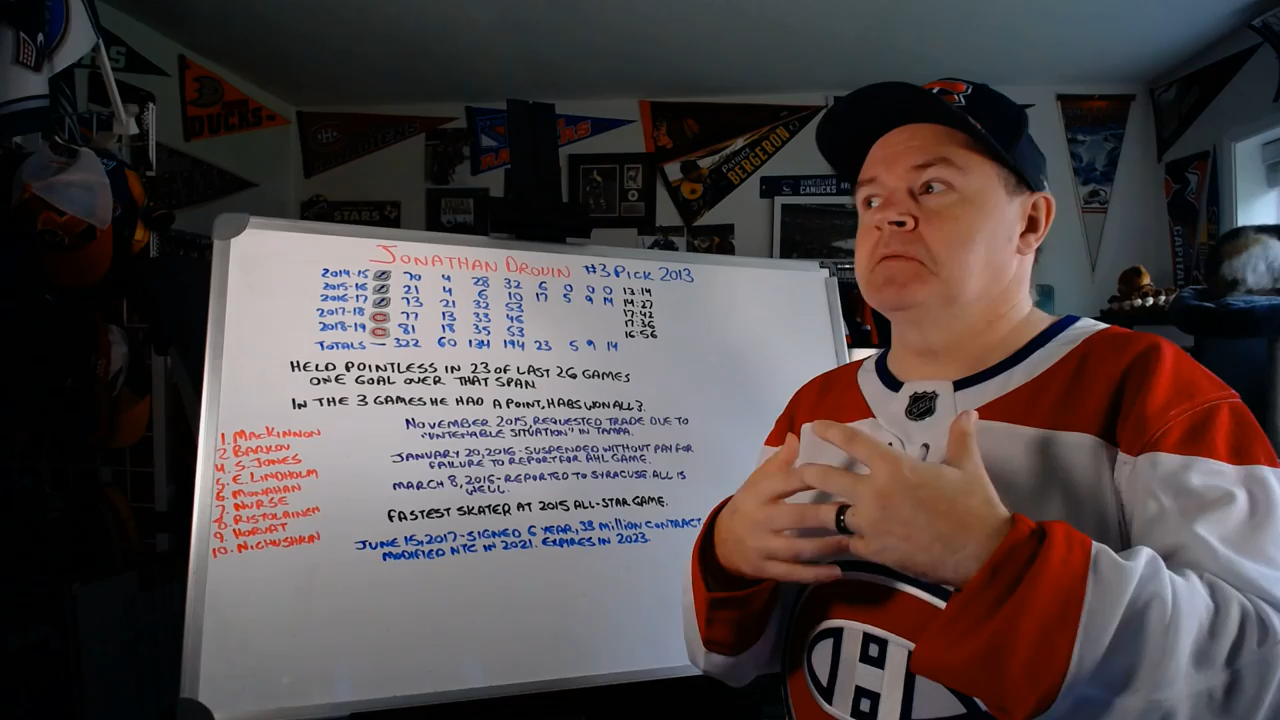 DUCKS
STARS
PATRICE
BERGERON
VANCOUVER
CANUCKS
CAPITAL
JONATHAN DROUIN #3 PICK 2013
2014-15 70 4 28 32 6 0 0 0 13:14
2015-16 21 4 6 10 17 5 9 14 14:27
2016-17 73 21 32 53 17:42
2017-18 77 13 33 46 17:36
2018-19 81 18 35 53 16:56
TOTALS — 322 60 134 194 23 5 9 14
HELD POINTLESS IN 23 OF LAST 26 GAMES
ONE GOAL OVER THAT SPAN
IN THE 3 GAMES HE HAD A POINT, HABS WON ALL 3.
NOVEMBER 2015, REQUESTED TRADE DUE TO
"UNTENABLE SITUATION" IN TAMPA.
JANUARY 20, 2016 - SUSPENDED WITHOUT PAY FOR
FAILURE TO REPORT FOR AHL GAME.
MARCH 8, 2016 - REPORTED TO SYRACUSE. ALL IS
WELL.
FASTEST SKATER AT 2015 ALL-STAR GAME.
JUNE 15, 2017 - SIGNED 6 YEAR, 33 MILLION CONTRACT
MODIFIED NTC IN 2021. EXPIRES IN 2023.
1. MACKINNON
2 BARKOV
4. S. JONES
5. E. LINDHOLM
6. MONAHAN
7. NURSE
8. RISTOLAINEN
9. HORVAT
10. NICHUSHKIN
NHL